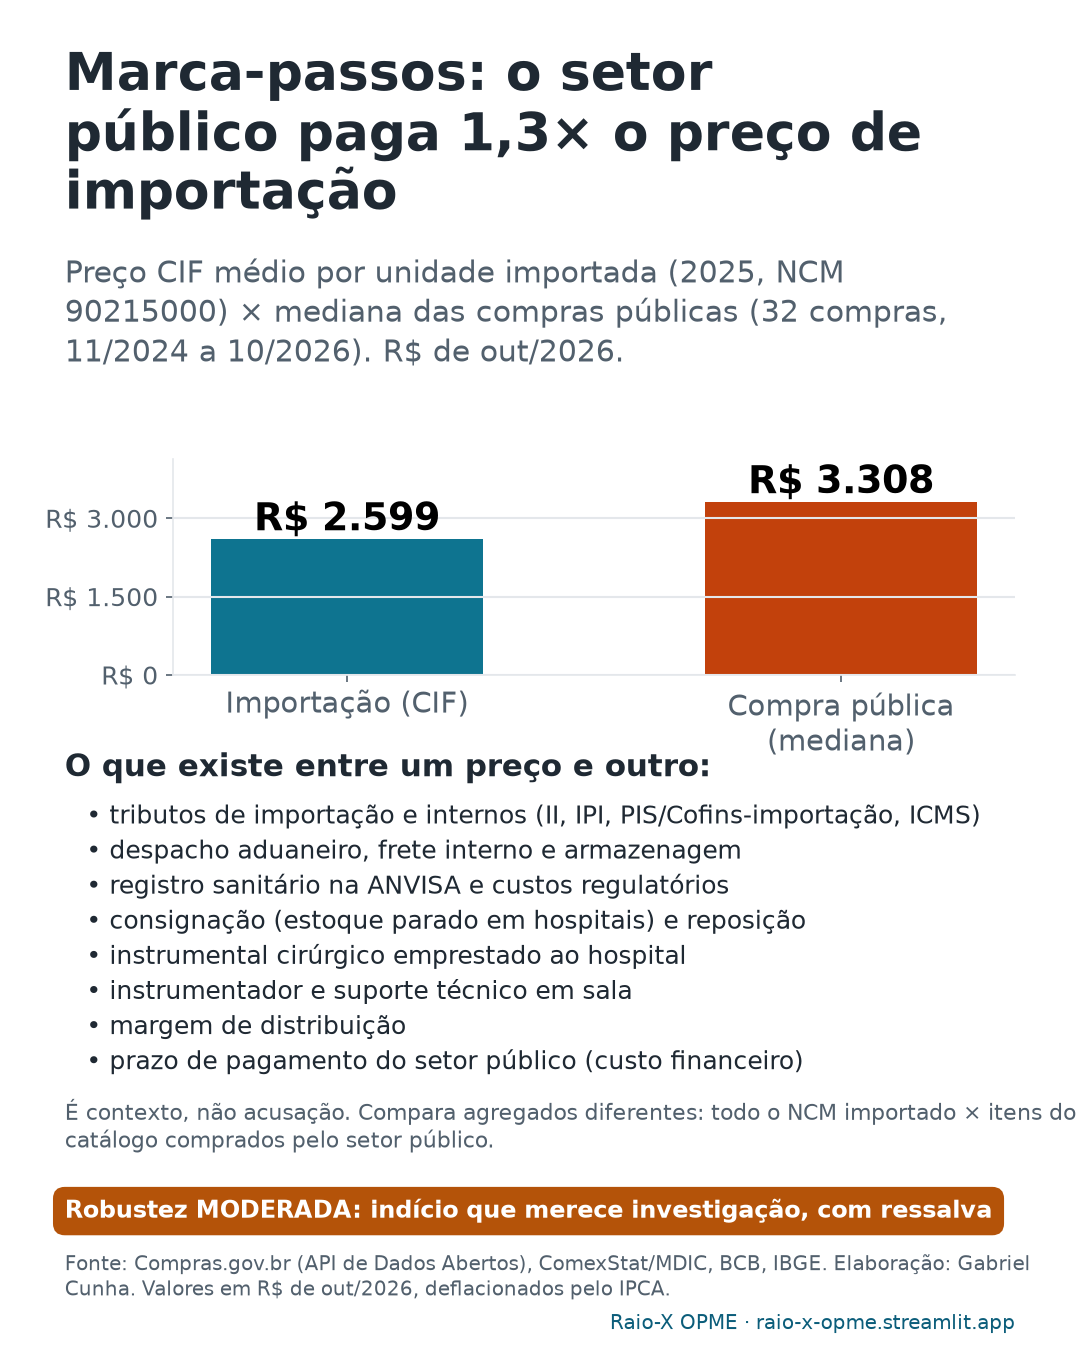 Marca-passos: o setor
público paga 1,3× o preço de
importação
Preço CIF médio por unidade importada (2025, NCM
90215000) × mediana das compras públicas (32 compras,
11/2024 a 10/2026). R$ de out/2026.
R$ 3.000
R$ 1.500
R$ 0
R$ 2.599
R$ 3.308
Importação (CIF)
Compra pública
(mediana)
O que existe entre um preço e outro:
• tributos de importação e internos (II, IPI, PIS/Cofins-importação, ICMS)
• despacho aduaneiro, frete interno e armazenagem
• registro sanitário na ANVISA e custos regulatórios
• consignação (estoque parado em hospitais) e reposição
• instrumental cirúrgico emprestado ao hospital
• instrumentador e suporte técnico em sala
• margem de distribuição
• prazo de pagamento do setor público (custo financeiro)
É contexto, não acusação. Compara agregados diferentes: todo o NCM importado × itens do
catálogo comprados pelo setor público.
Robustez MODERADA: indício que merece investigação, com ressalva
Fonte: Compras.gov.br (API de Dados Abertos), ComexStat/MDIC, BCB, IBGE. Elaboração: Gabriel
Cunha. Valores em R$ de out/2026, deflacionados pelo IPCA.
Raio-X OPME · raio-x-opme.streamlit.app